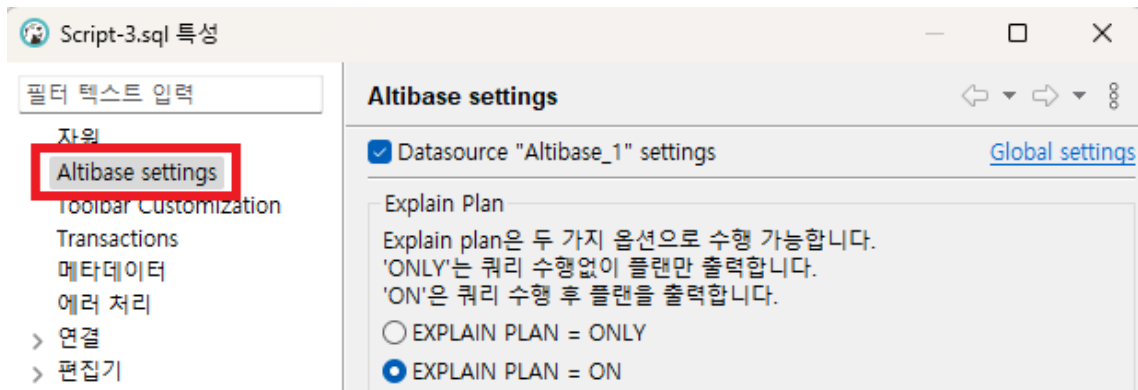 Script-3.sql 특성
필터 텍스트 입력
자원
Altibase settings
Toolbar Customization
Transactions
메타데이터
에러 처리
연결
편집기
Altibase settings
Datasource "Altibase_1" settings
Global settings
Explain Plan
Explain plan은 두 가지 옵션으로 수행 가능합니다.
'ONLY'는 쿼리 수행없이 플랜만 출력합니다.
'ON'은 쿼리 수행 후 플랜을 출력합니다.
EXPLAIN PLAN = ONLY
EXPLAIN PLAN = ON